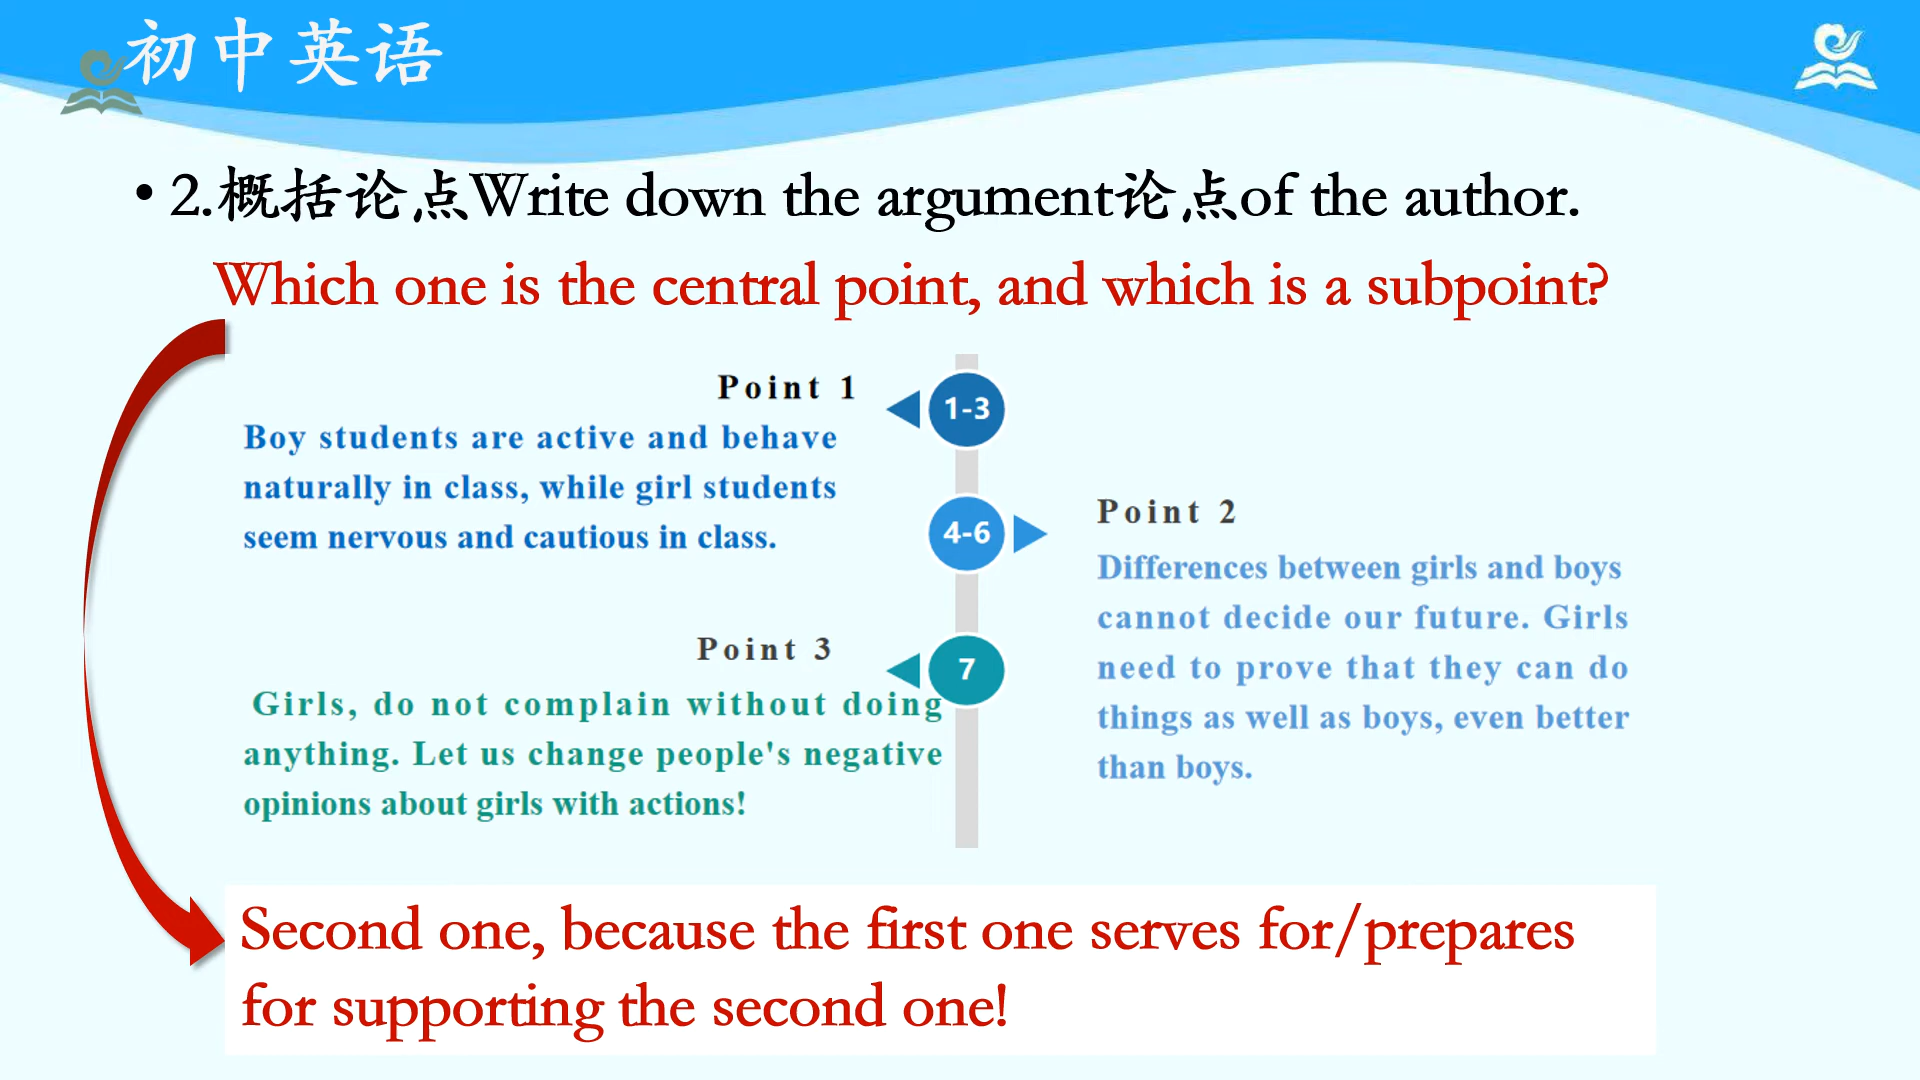 初中英语
• 2.概括论点Write down the argument论点of the author.
Which one is the central point, and which is a subpoint?
Point 1
1-3
Boy students are active and behave
naturally in class, while girl students
seem nervous and cautious in class.
4-6
Point 2
Differences between girls and boys
cannot decide our future. Girls
need to prove that they can do
things as well as boys, even better
than boys.
Point 3
7
Girls, do not complain without doing
anything. Let us change people's negative
opinions about girls with actions!
Second one, because the first one serves for/prepares
for supporting the second one!